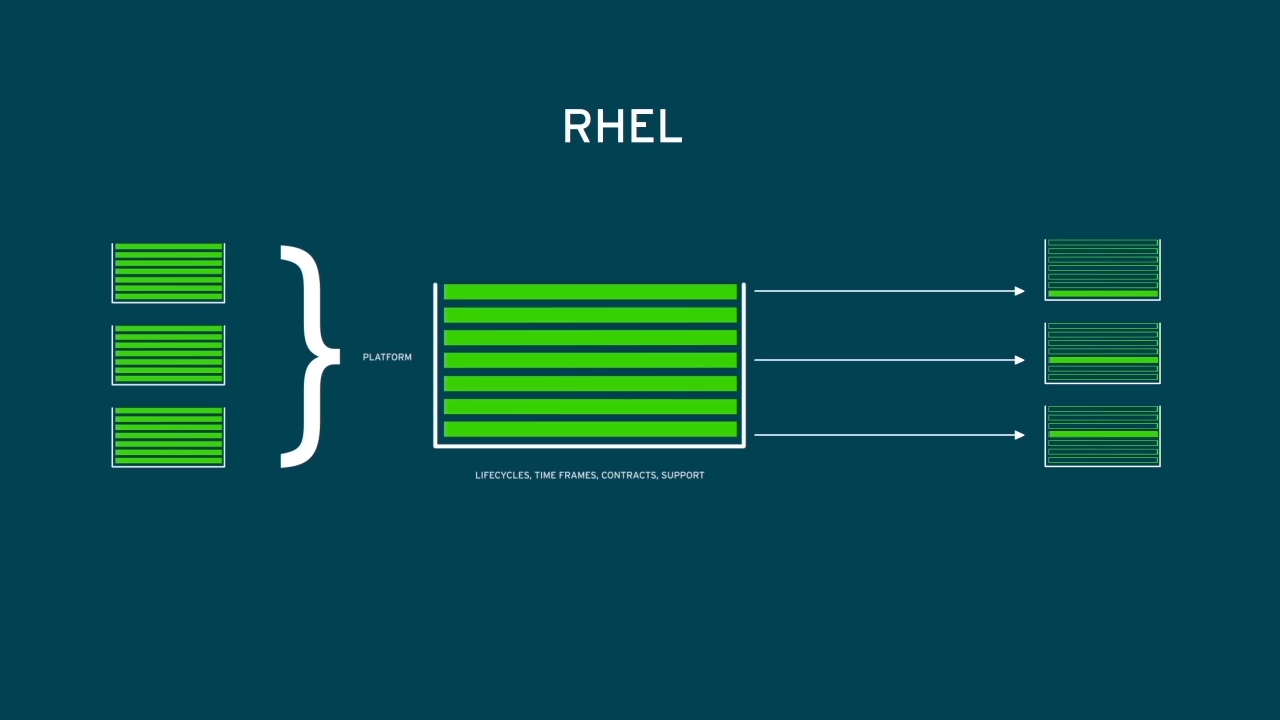 RHEL
PLATFORM
LIFECYCLES, TIME FRAMES, CONTRACTS, SUPPORT